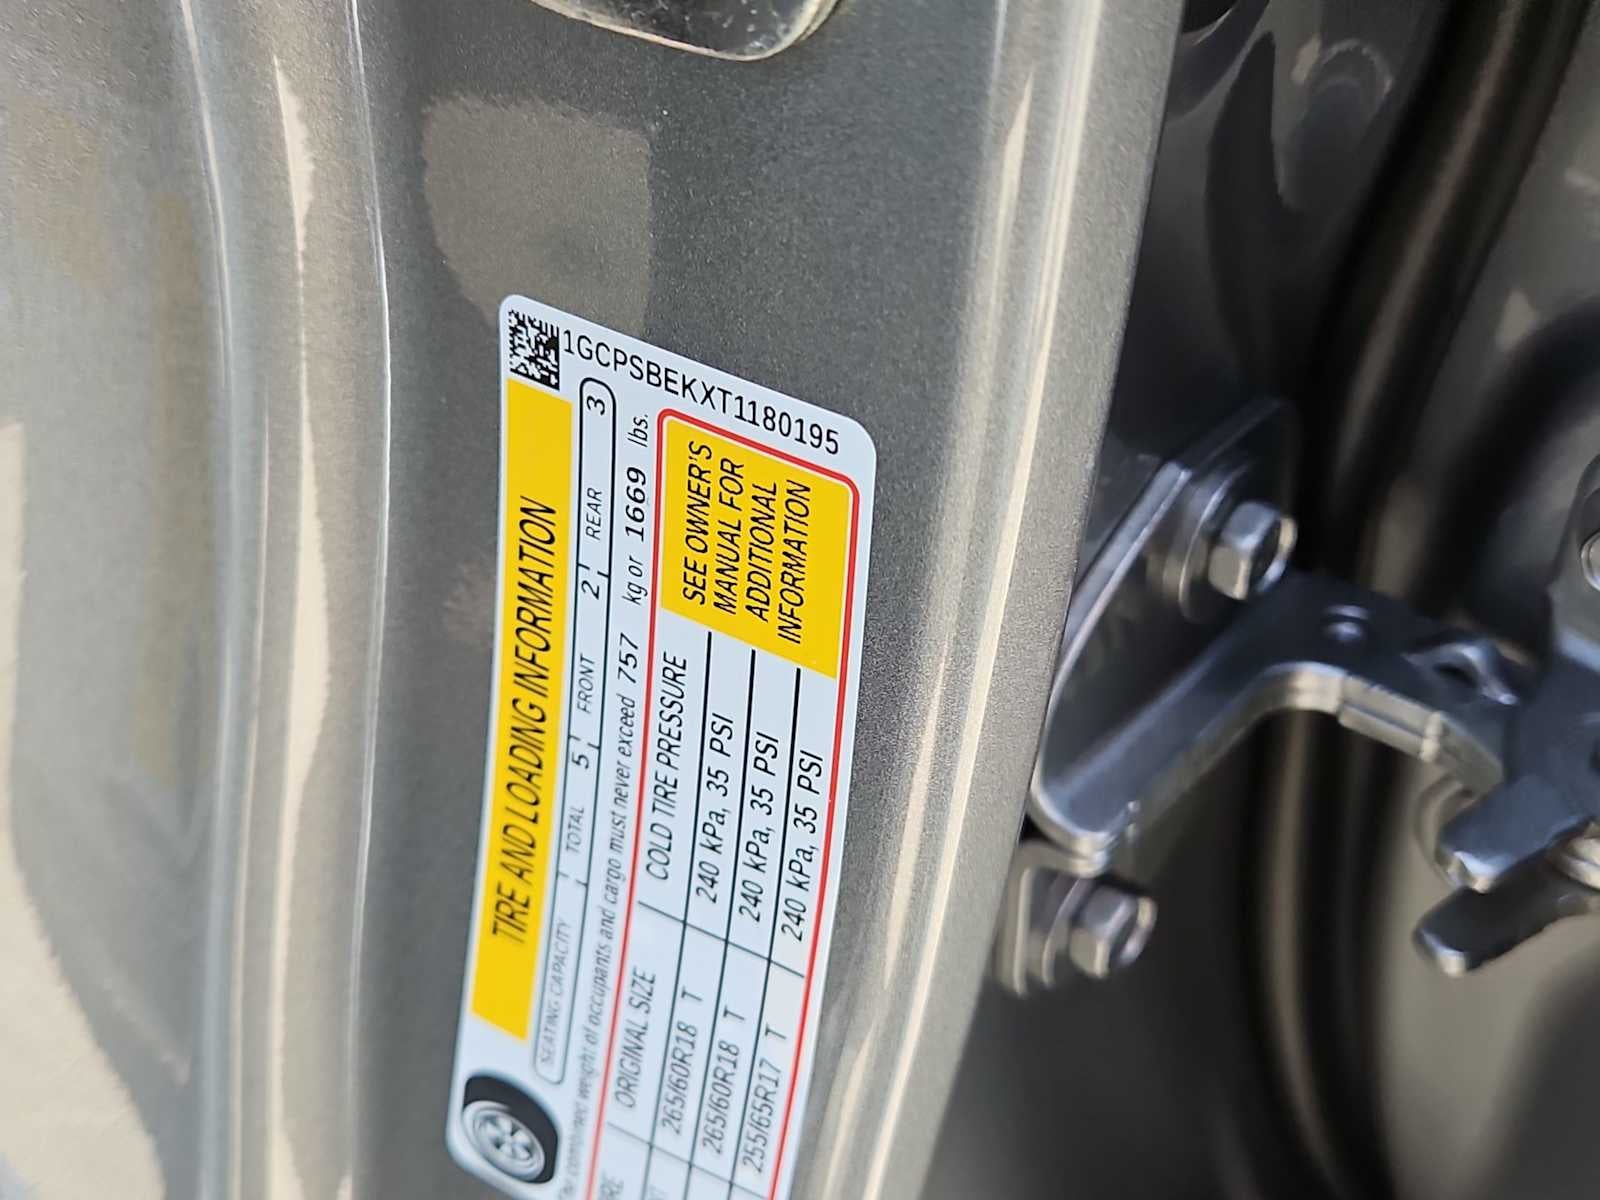 1GCPSBEKXT1180195
TIRE AND LOADING INFORMATION
SEATING CAPACITY TOTAL 5 FRONT 2 REAR 3
The combined weight of occupants and cargo must never exceed 757 kg or 1669 lbs.
ORIGINAL SIZE COLD TIRE PRESSURE
265/60R18 T 240 kPa, 35 PSI
265/60R18 T 240 kPa, 35 PSI
255/65R17 T 240 kPa, 35 PSI
SEE OWNER'S
MANUAL FOR
ADDITIONAL
INFORMATION